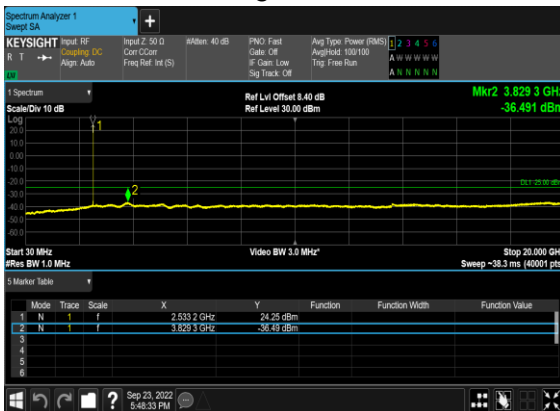 Spectrum Analyzer 1
Swept SA
KEYSIGHT Input: RF Input Z: 50 Ω #Atten: 40 dB PNO: Fast Avg Type: Power (RMS) 1 2 3 4 5 6
R T Coupling: DC Corr CCorr Gate: Off Avg|Hold: 100/100 A W W W W W
Align: Auto Freq Ref: Int (S) IF Gain: Low Trig: Free Run
LV Sig Track: Off A N N N N N
1 Spectrum Ref Lvl Offset 8.40 dB Mkr2 3.829 3 GHz
Scale/Div 10 dB Ref Level 30.00 dBm -36.491 dBm
Log
20.0 1
10.0
0.00
-10.0
-20.0 DL1 -25.00 dBm
-30.0 2
-40.0
-50.0
-60.0
Start 30 MHz Video BW 3.0 MHz* Stop 20.000 GHz
#Res BW 1.0 MHz Sweep ~38.3 ms (40001 pts)
5 Marker Table
Mode Trace Scale X Y Function Function Width Function Value
1 N 1 f 2.533 2 GHz 24.25 dBm
2 N 1 f 3.829 3 GHz -36.49 dBm
3
4
5
6
? Sep 23, 2022
5:48:33 PM